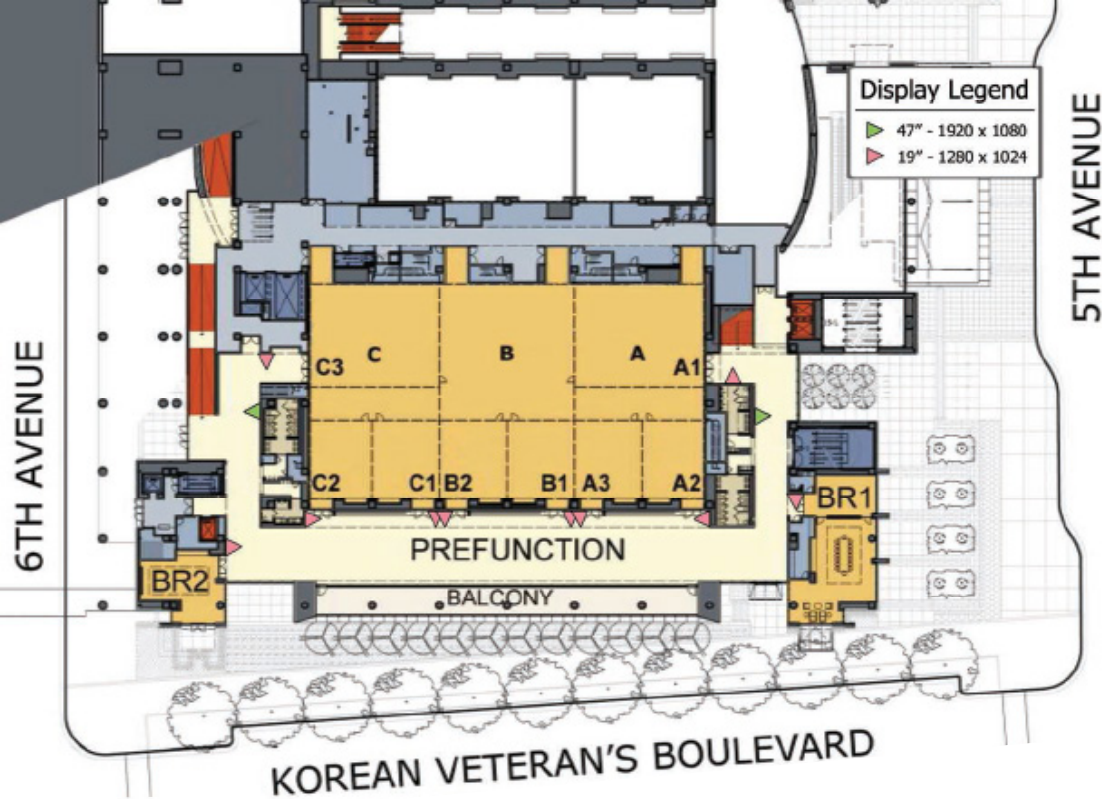 Display Legend
47" - 1920 x 1080
19" - 1280 x 1024
5TH AVENUE
6TH AVENUE
C
B
A
C3
A1
C2
C1
B2
B1
A3
A2
BR1
PREFUNCTION
BR2
BALCONY
KOREAN VETERAN'S BOULEVARD